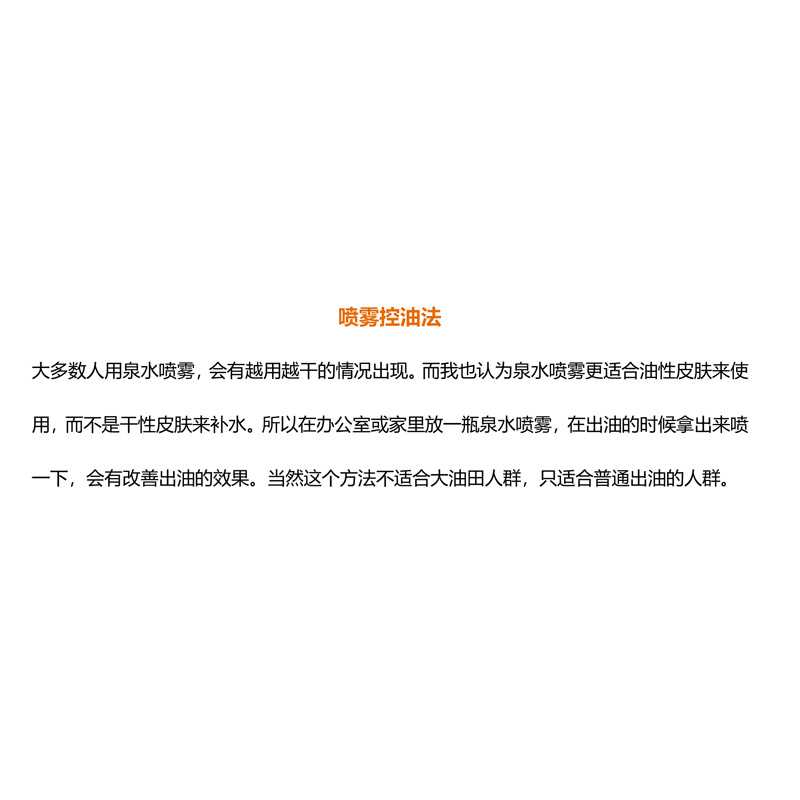 喷雾控油法
大多数人用泉水喷雾，会有越用越干的情况出现。而我也认为泉水喷雾更适合油性皮肤来使
用，而不是干性皮肤来补水。所以在办公室或家里放一瓶泉水喷雾，在出油的时候拿出来喷
一下，会有改善出油的效果。当然这个方法不适合大油田人群，只适合普通出油的人群。